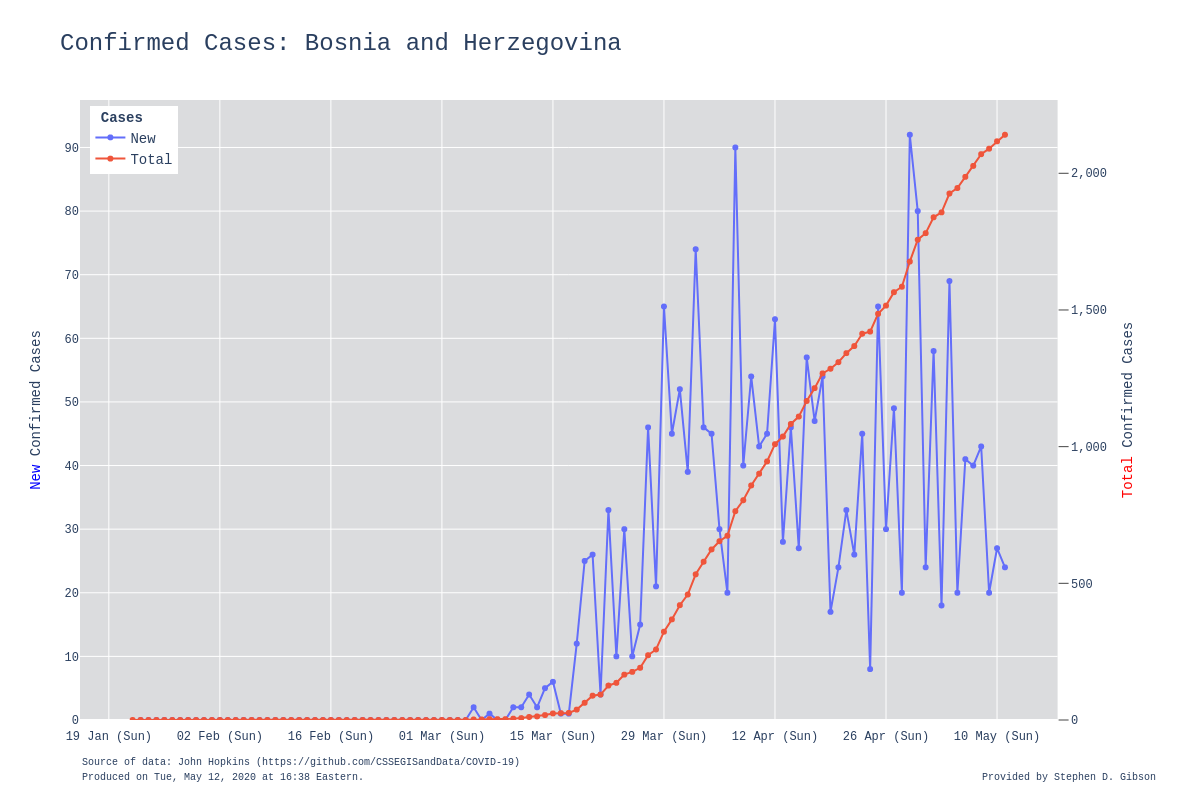 Confirmed Cases: Bosnia and Herzegovina
Cases
New
Total
90
80
70
60
50
40
30
20
10
0
New Confirmed Cases
2,000
1,500
1,000
500
0
Total Confirmed Cases
19 Jan (Sun) 02 Feb (Sun) 16 Feb (Sun) 01 Mar (Sun) 15 Mar (Sun) 29 Mar (Sun) 12 Apr (Sun) 26 Apr (Sun) 10 May (Sun)
Source of data: John Hopkins (https://github.com/CSSEGISandData/COVID-19)
Produced on Tue, May 12, 2020 at 16:38 Eastern.
Provided by Stephen D. Gibson